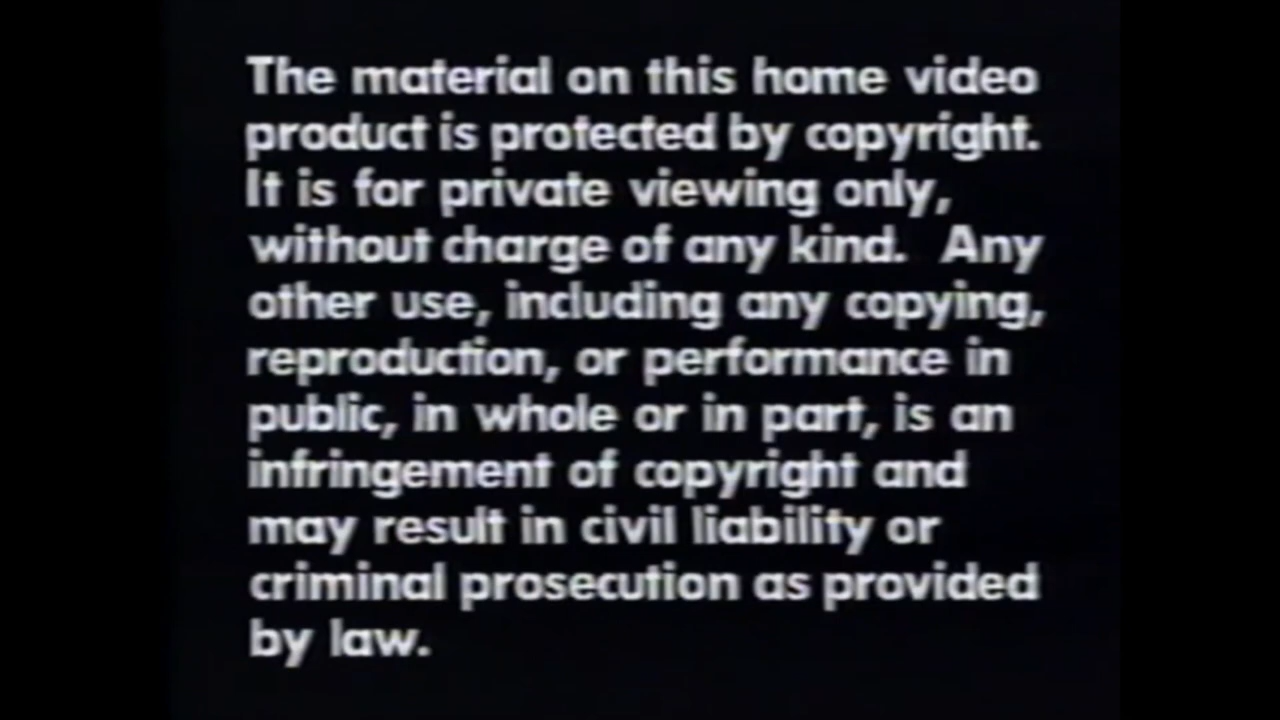 The material on this home video
product is protected by copyright.
It is for private viewing only,
without charge of any kind.  Any
other use, including any copying,
reproduction, or performance in
public, in whole or in part, is an
infringement of copyright and
may result in civil liability or
criminal prosecution as provided
by law.